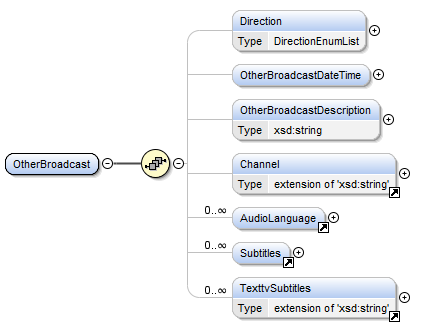 Direction
Type DirectionEnumList
OtherBroadcastDateTime
OtherBroadcastDescription
Type xsd:string
OtherBroadcast
Channel
Type extension of 'xsd:string'
0..∞
AudioLanguage
0..∞
Subtitles
0..∞
TexttvSubtitles
Type extension of 'xsd:string'